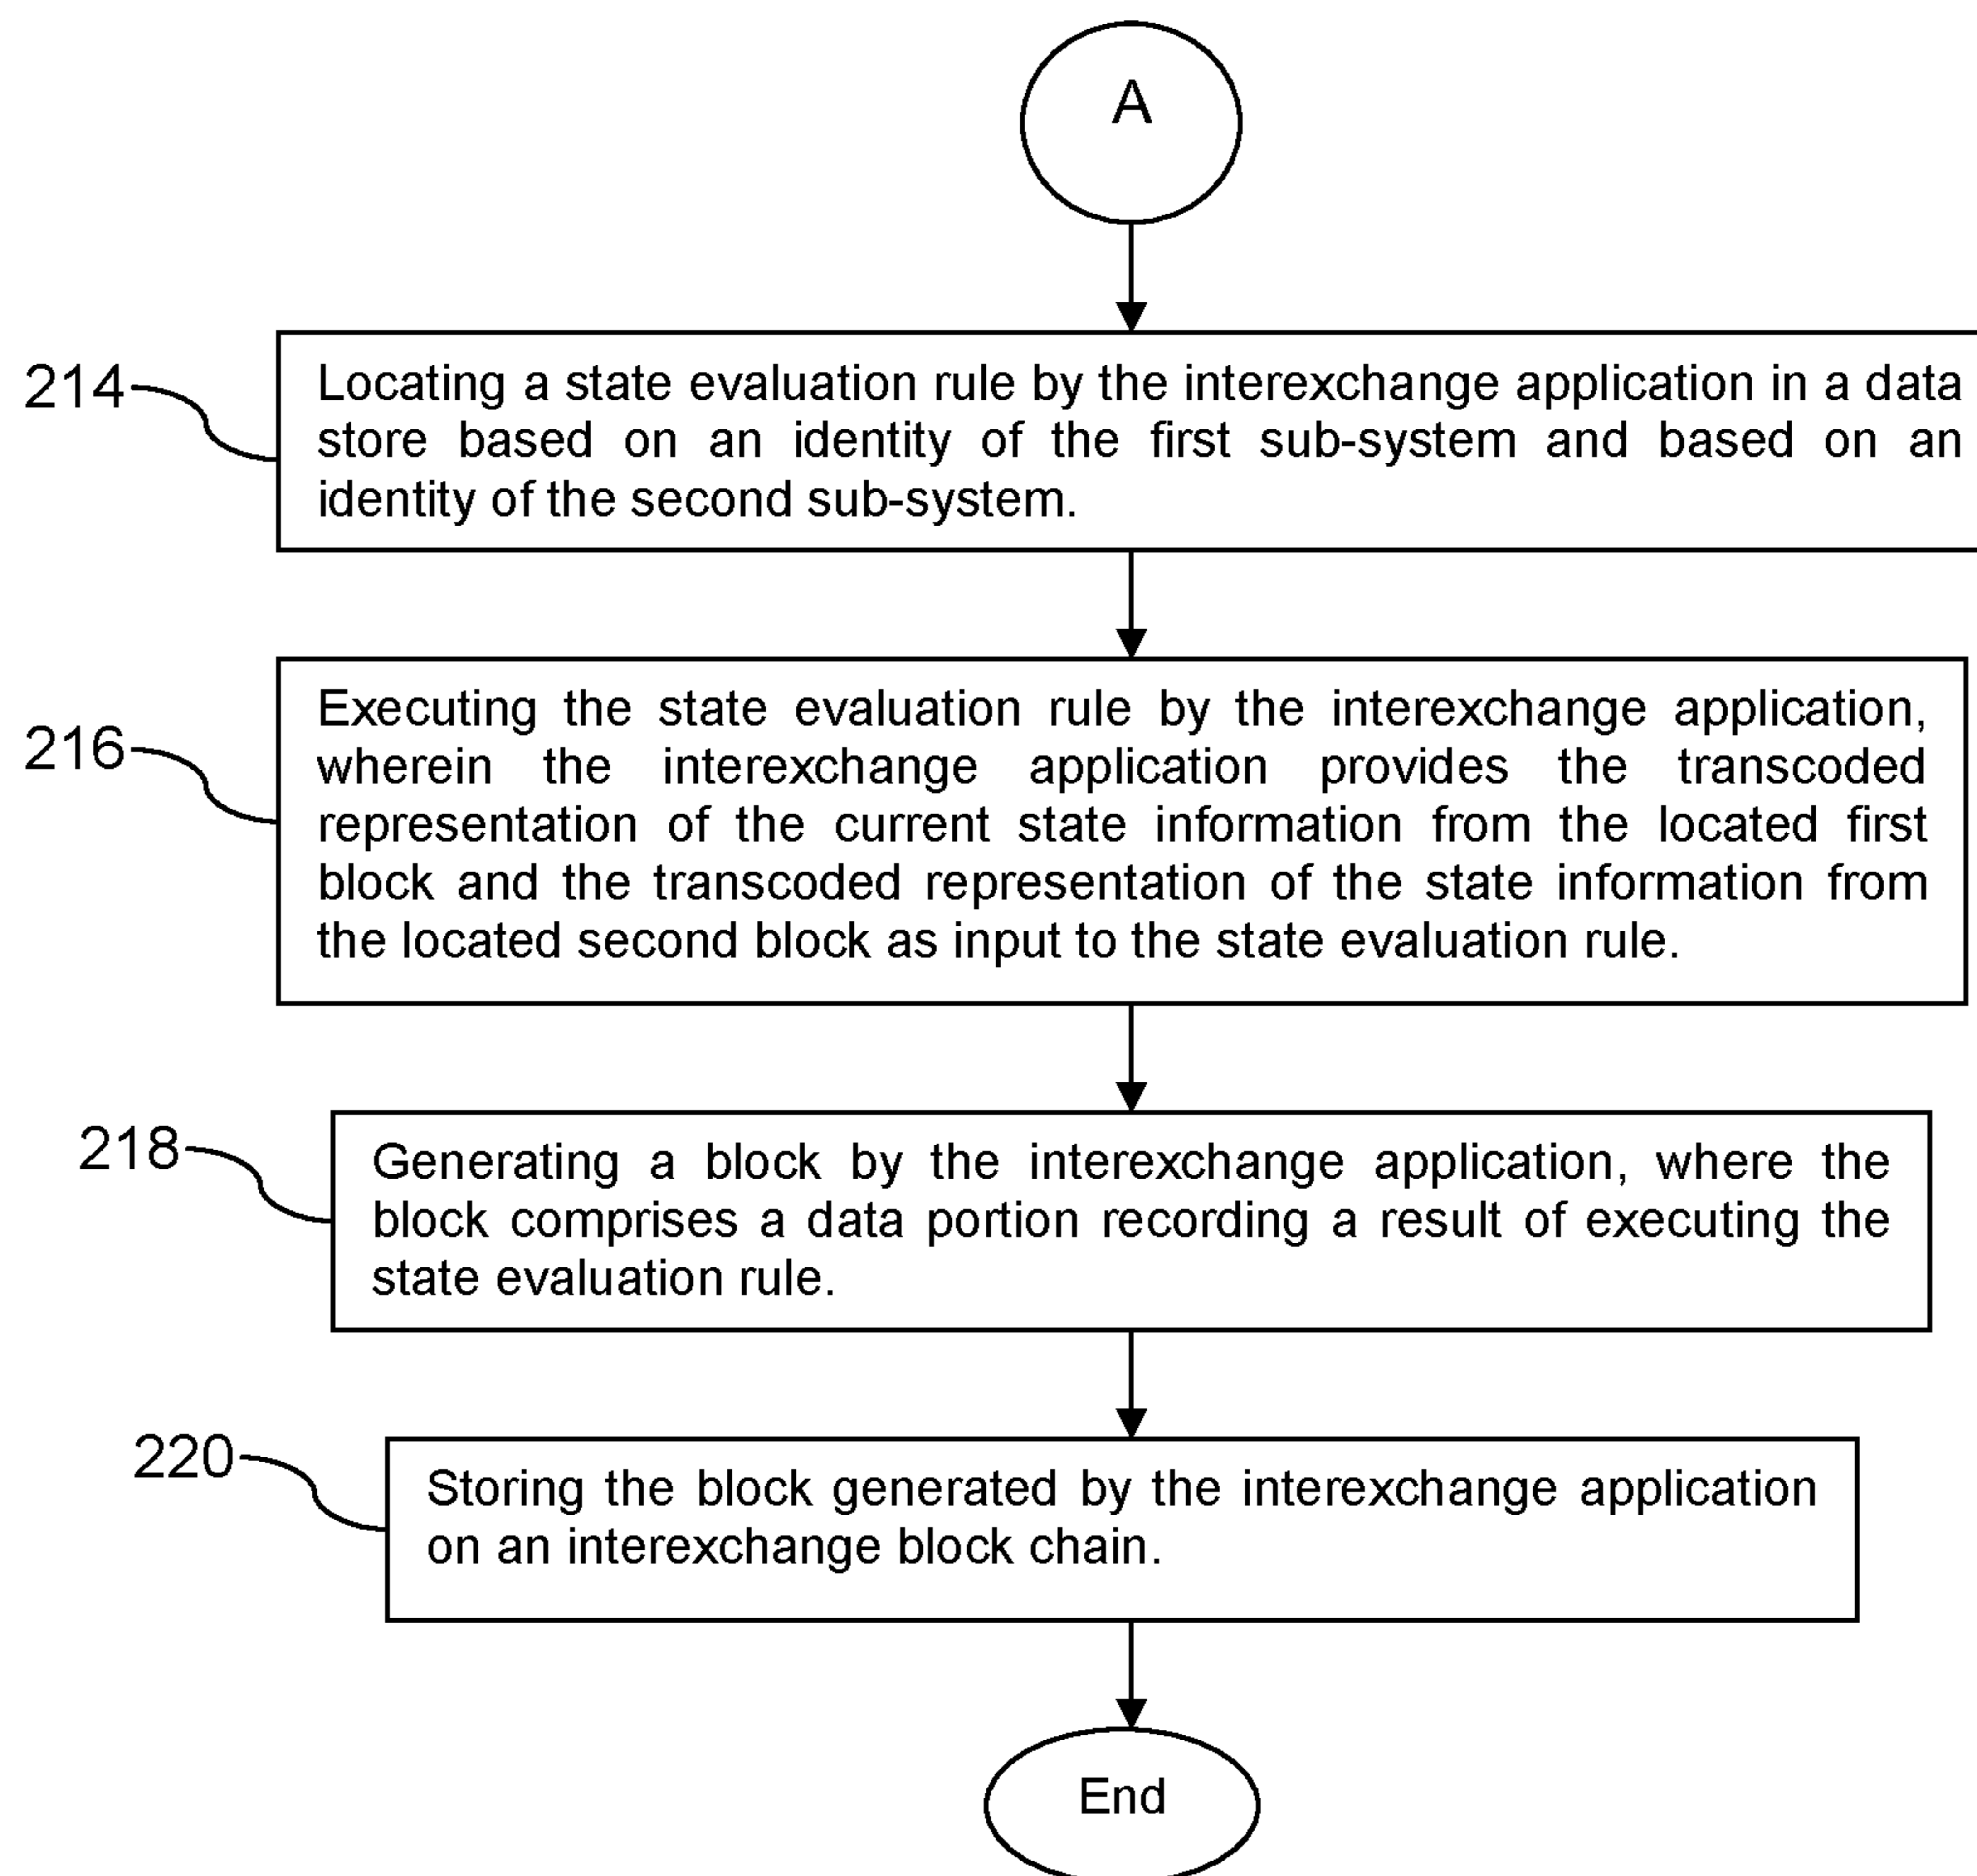 A
214
Locating a state evaluation rule by the interexchange application in a data
store based on an identity of the first sub-system and based on an
identity of the second sub-system.
216
Executing the state evaluation rule by the interexchange application,
wherein the interexchange application provides the transcoded
representation of the current state information from the located first
block and the transcoded representation of the state information from
the located second block as input to the state evaluation rule.
218
Generating a block by the interexchange application, where the
block comprises a data portion recording a result of executing the
state evaluation rule.
220
Storing the block generated by the interexchange application
on an interexchange block chain.
End